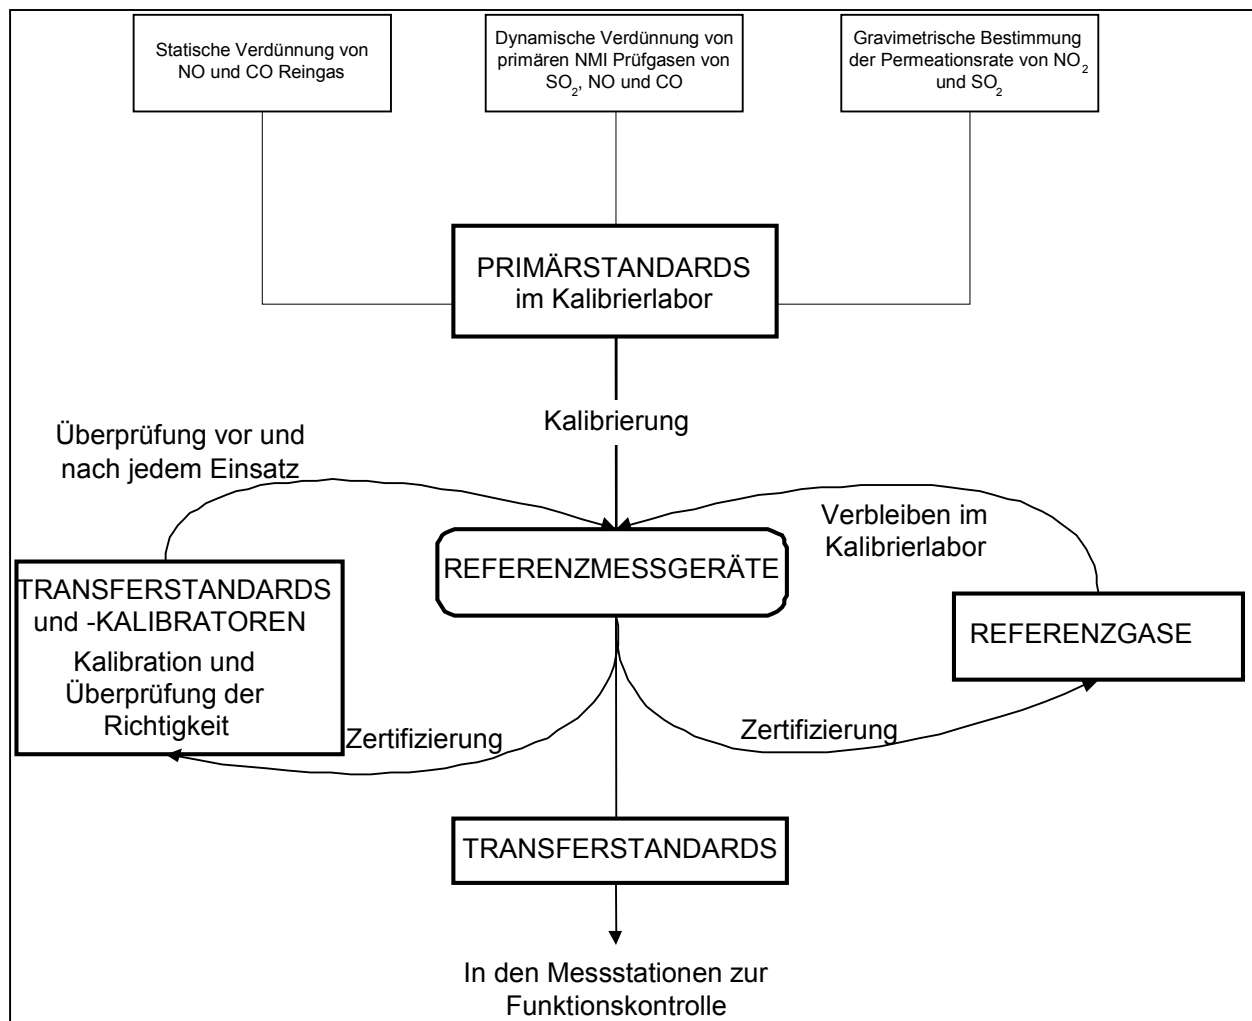 Statische Verdünnung von
NO und CO Reingas
Dynamische Verdünnung von
primären NMI Prüfgasen von
SO₂, NO und CO
Gravimetrische Bestimmung
der Permeationsrate von NO₂
und SO₂
PRIMÄRSTANDARDS
im Kalibrierlabor
Kalibrierung
Überprüfung vor und
nach jedem Einsatz
Verbleiben im
Kalibrierlabor
REFERENZMESSGERÄTE
TRANSFERSTANDARDS
und -KALIBRATOREN
Kalibration und
Überprüfung der
Richtigkeit
REFERENZGASE
Zertifizierung
Zertifizierung
TRANSFERSTANDARDS
In den Messstationen zur
Funktionskontrolle